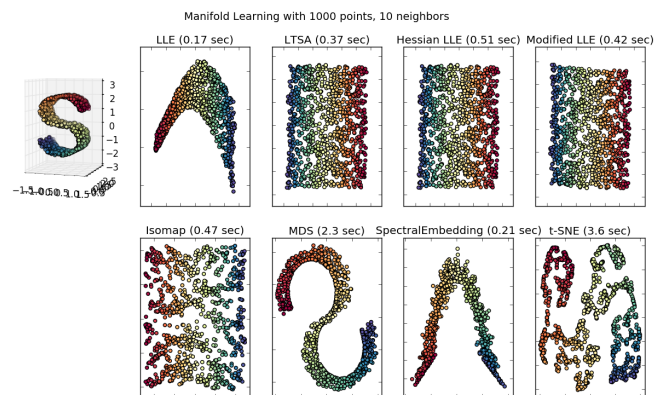 Manifold Learning with 1000 points, 10 neighbors
LLE (0.17 sec)
LTSA (0.37 sec)
Hessian LLE (0.51 sec)
Modified LLE (0.42 sec)
3
2
1
0
−1
−2
−3
Isomap (0.47 sec)
MDS (2.3 sec)
SpectralEmbedding (0.21 sec)
t-SNE (3.6 sec)